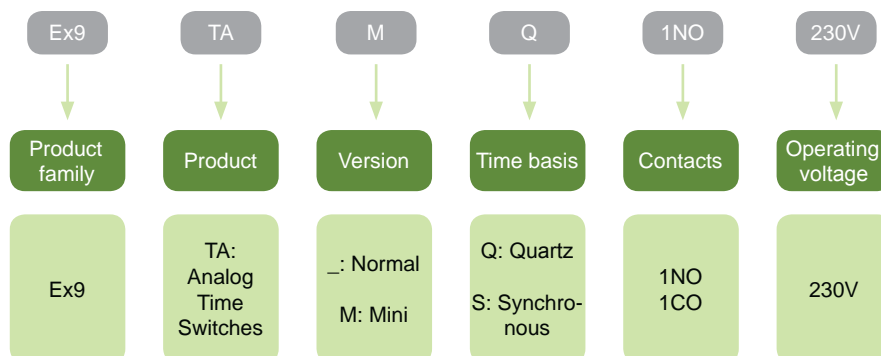 Ex9
TA
M
Q
1NO
230V
Product
family
Product
Version
Time basis
Contacts
Operating
voltage
Ex9
TA:
Analog
Time
Switches
_: Normal
M: Mini
Q: Quartz
S: Synchro-
nous
1NO
1CO
230V